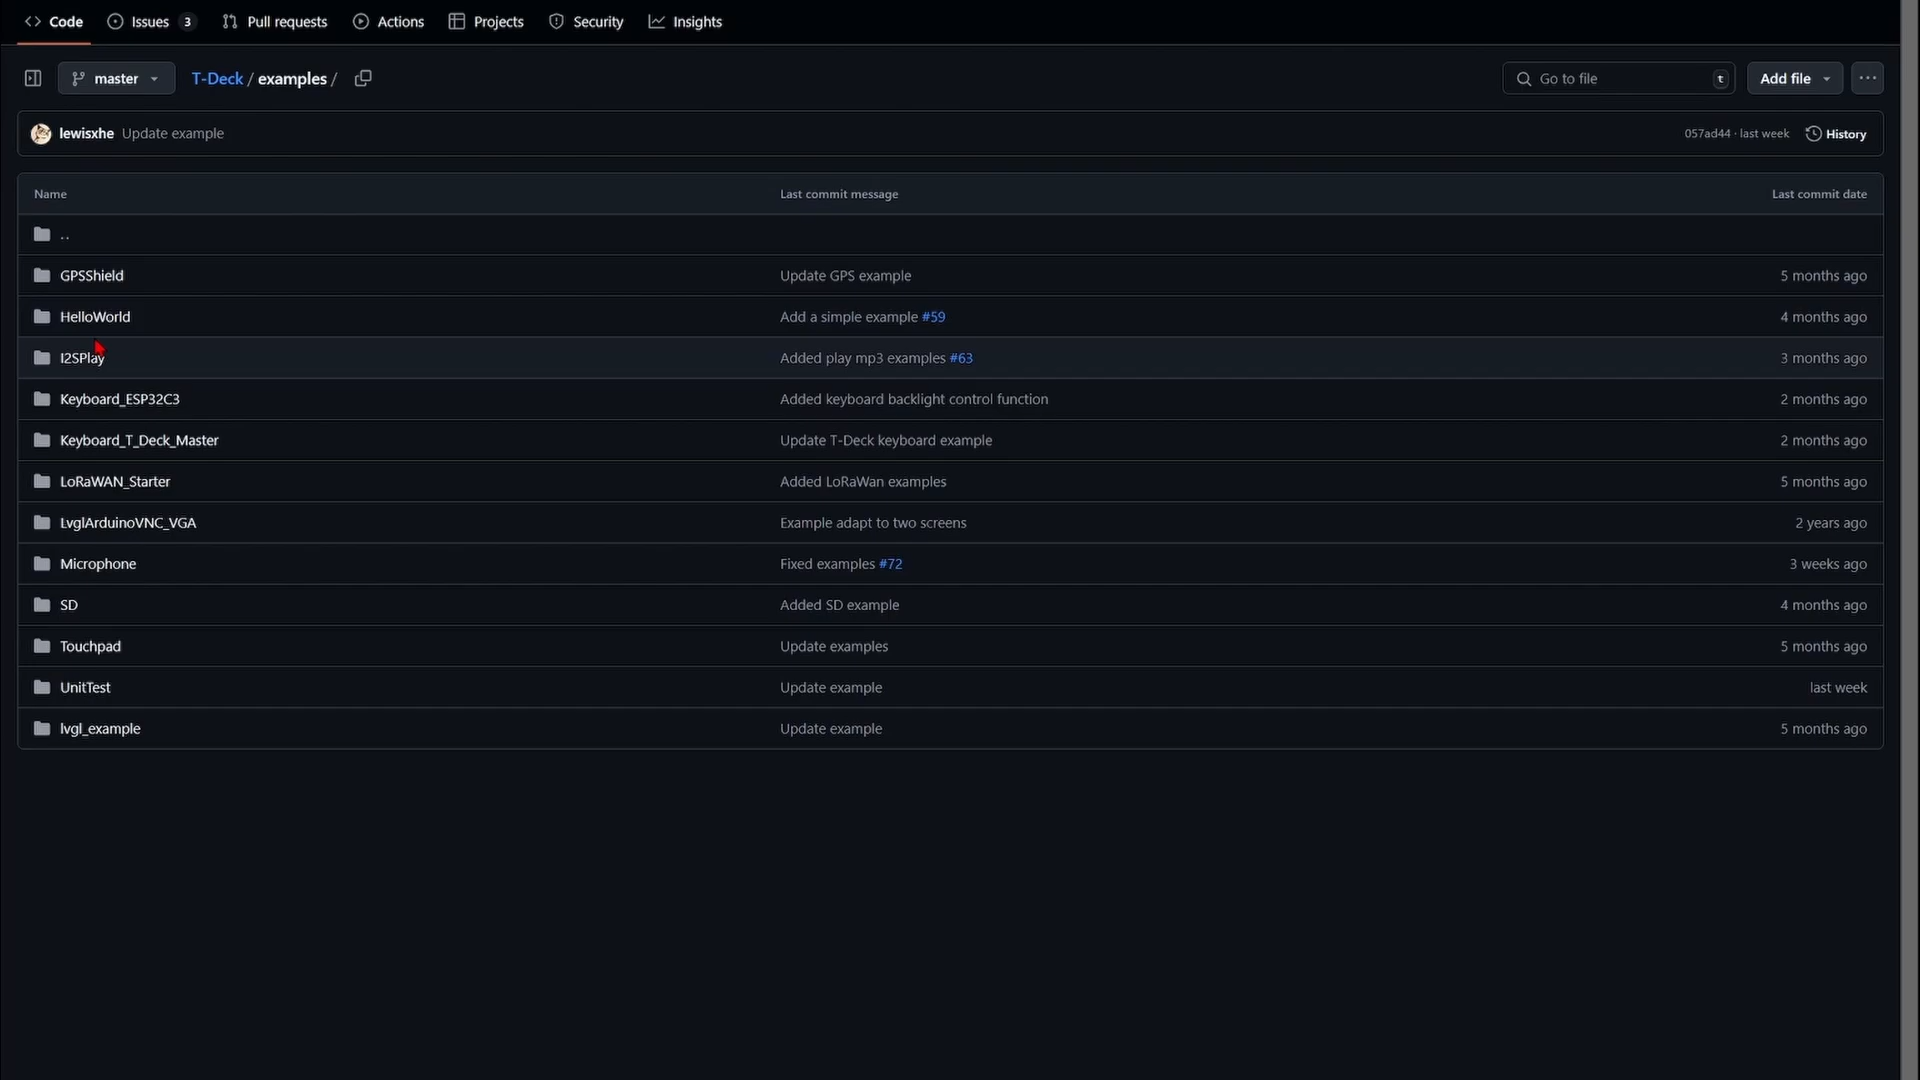 Code Issues 3 Pull requests Actions Projects Security Insights
master T-Deck / examples / Go to file t Add file
lewisxhe Update example 057ad44 · last week History
Name Last commit message Last commit date
..
GPSShield Update GPS example 5 months ago
HelloWorld Add a simple example #59 4 months ago
I2SPlay Added play mp3 examples #63 3 months ago
Keyboard_ESP32C3 Added keyboard backlight control function 2 months ago
Keyboard_T_Deck_Master Update T-Deck keyboard example 2 months ago
LoRaWAN_Starter Added LoRaWan examples 5 months ago
LvglArduinoVNC_VGA Example adapt to two screens 2 years ago
Microphone Fixed examples #72 3 weeks ago
SD Added SD example 4 months ago
Touchpad Update examples 5 months ago
UnitTest Update example last week
lvgl_example Update example 5 months ago